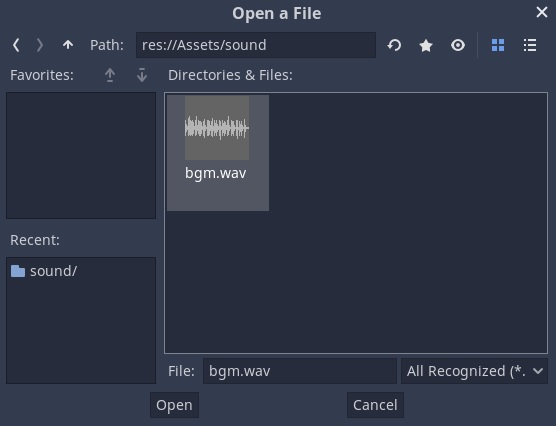 Open a File
Path: res://Assets/sound
Favorites:
Directories & Files:
bgm.wav
Recent:
sound/
File: bgm.wav All Recognized (*.
Open Cancel